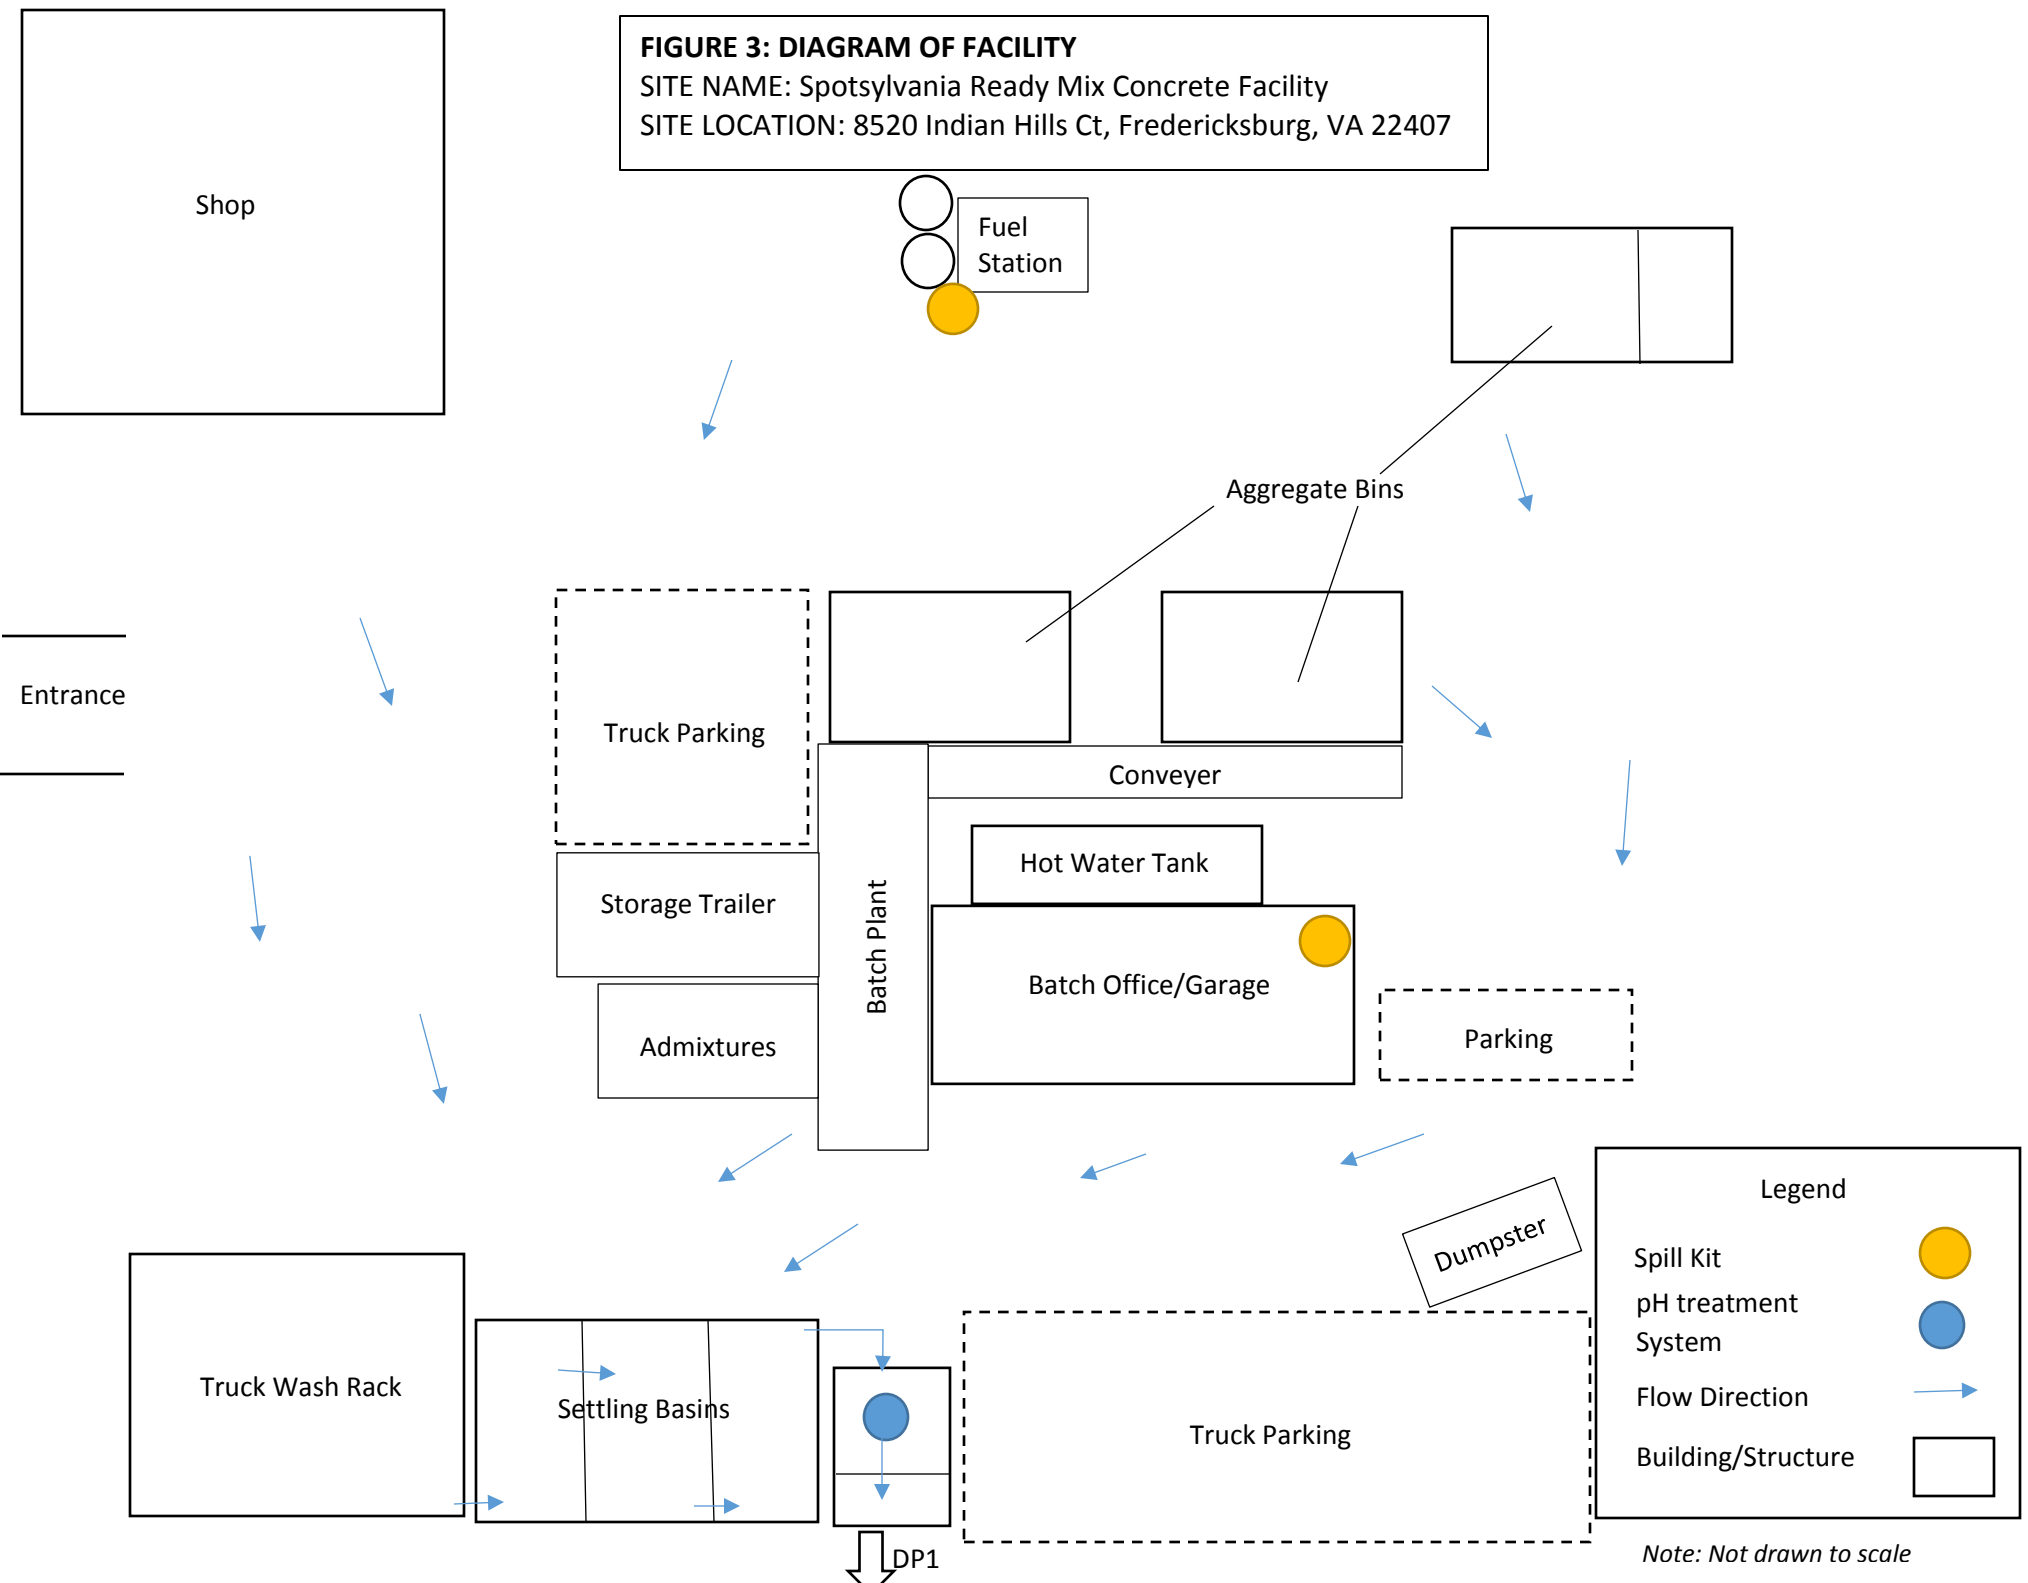 FIGURE 3: DIAGRAM OF FACILITY
SITE NAME: Spotsylvania Ready Mix Concrete Facility
SITE LOCATION: 8520 Indian Hills Ct, Fredericksburg, VA 22407
Shop
Fuel
Station
Aggregate Bins
Entrance
Truck Parking
Conveyer
Hot Water Tank
Storage Trailer
Batch Plant
Batch Office/Garage
Admixtures
Parking
Dumpster
Truck Wash Rack
Settling Basins
Truck Parking
DP1
Legend
Spill Kit
pH treatment
System
Flow Direction
Building/Structure
Note: Not drawn to scale